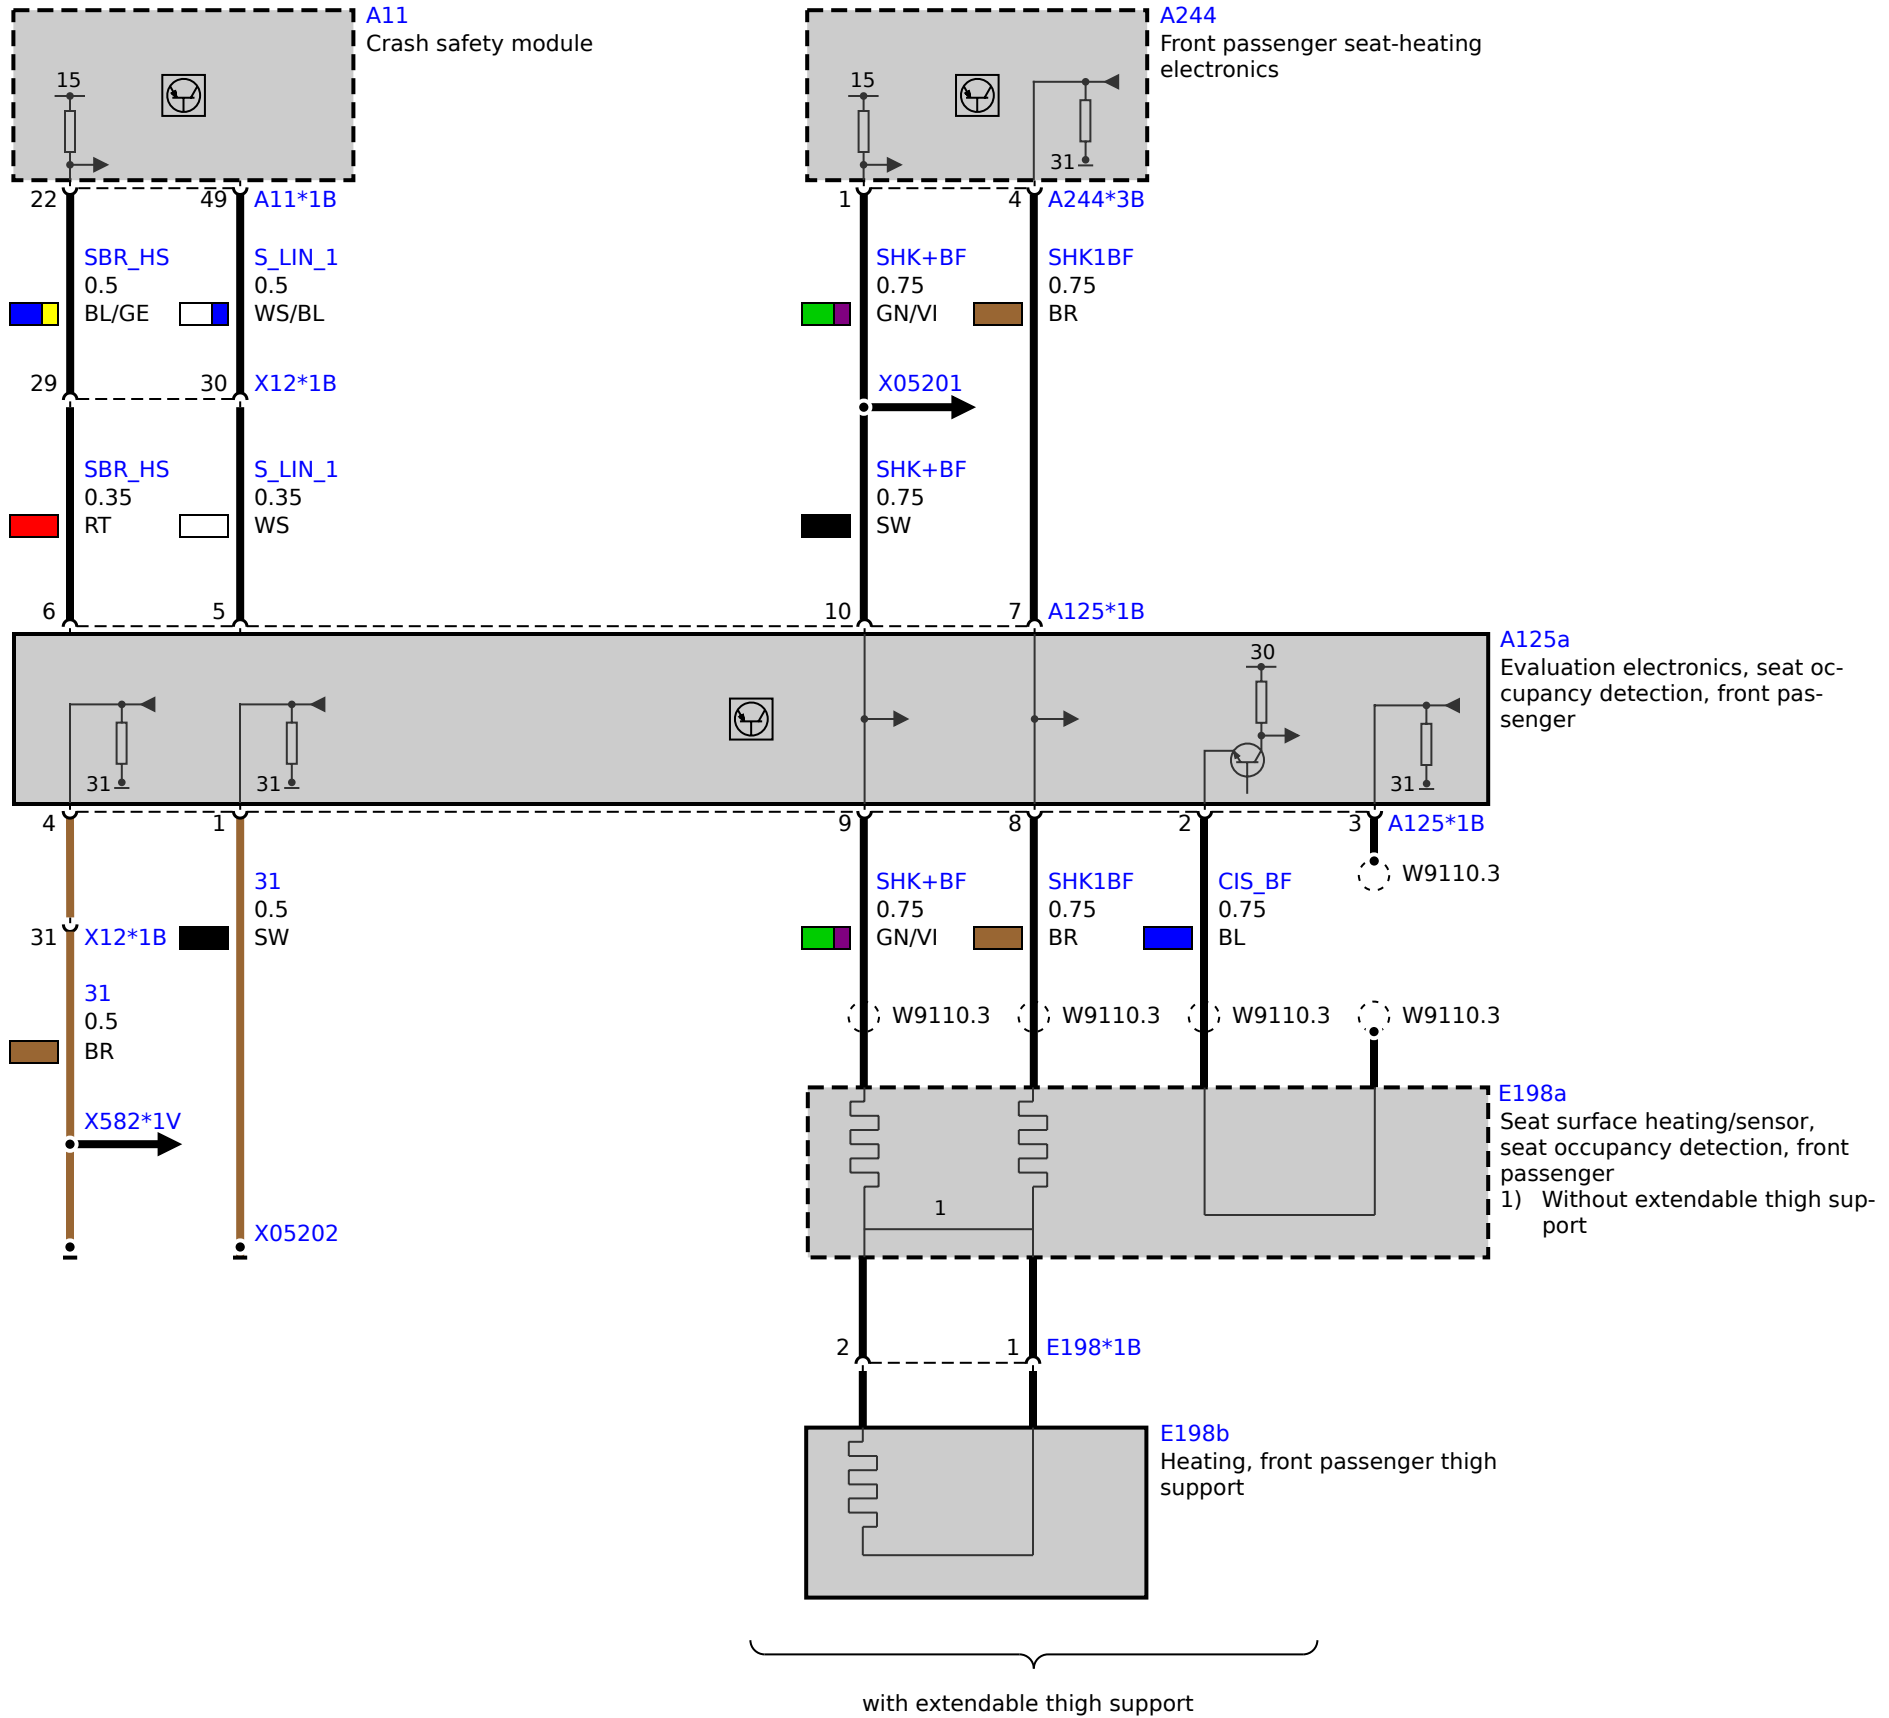 A11
Crash safety module
A244
Front passenger seat-heating
electronics
15
15
31
22
49
A11*1B
1
4
A244*3B
SBR_HS
0.5
BL/GE
S_LIN_1
0.5
WS/BL
SHK+BF
0.75
GN/VI
SHK1BF
0.75
BR
29
30
X12*1B
X05201
SBR_HS
0.35
RT
S_LIN_1
0.35
WS
SHK+BF
0.75
SW
6
5
10
7
A125*1B
A125a
Evaluation electronics, seat oc-
cupancy detection, front pas-
senger
30
31
31
31
4
1
9
8
2
3
A125*1B
W9110.3
31
0.5
SW
SHK+BF
0.75
GN/VI
SHK1BF
0.75
BR
CIS_BF
0.75
BL
31
X12*1B
31
0.5
BR
W9110.3
W9110.3
W9110.3
W9110.3
X582*1V
X05202
E198a
Seat surface heating/sensor,
seat occupancy detection, front
passenger
1) Without extendable thigh sup-
port
1
2
1
E198*1B
E198b
Heating, front passenger thigh
support
with extendable thigh support